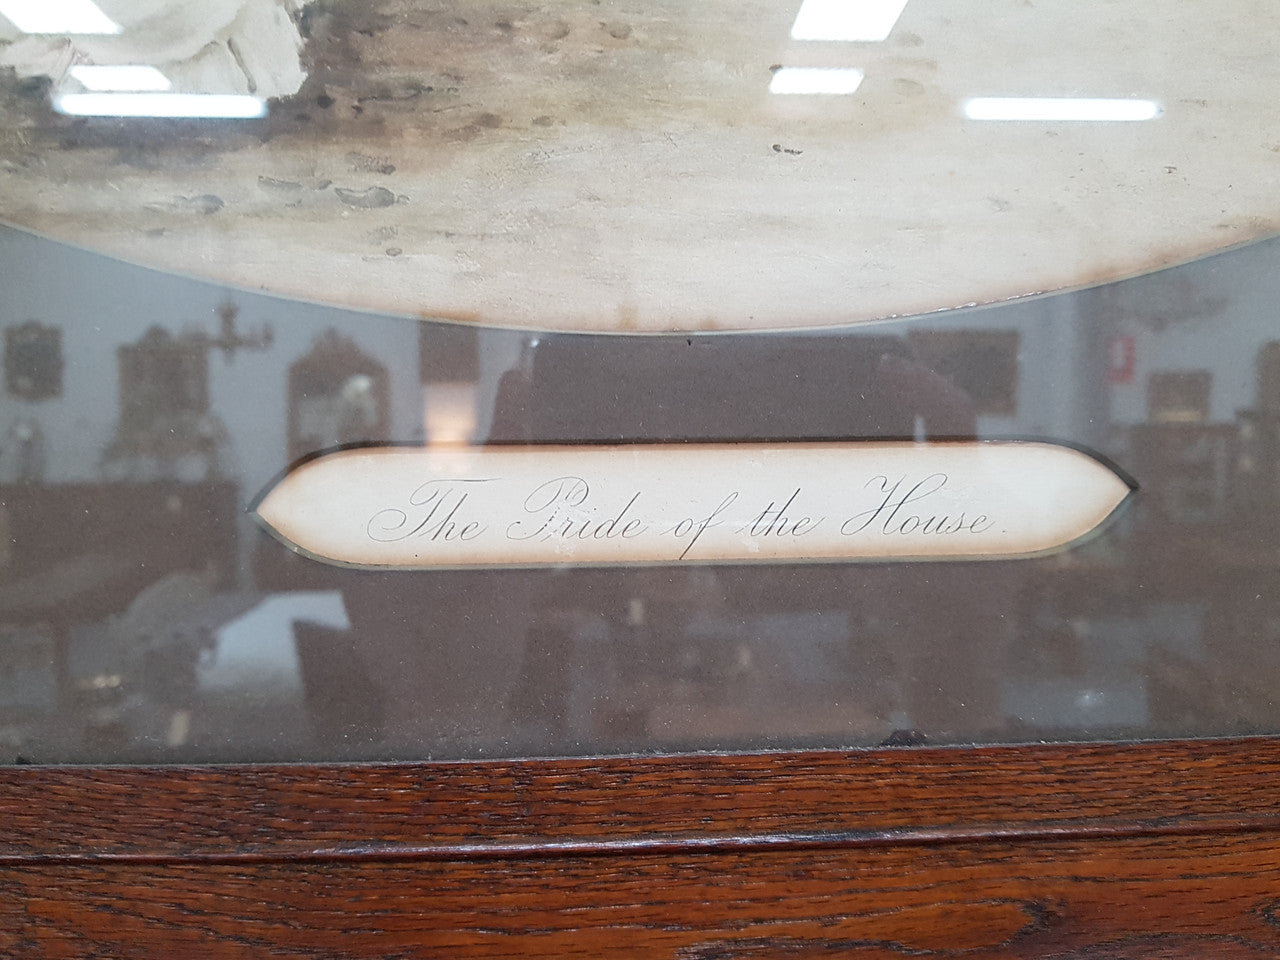 The Pride of the House.